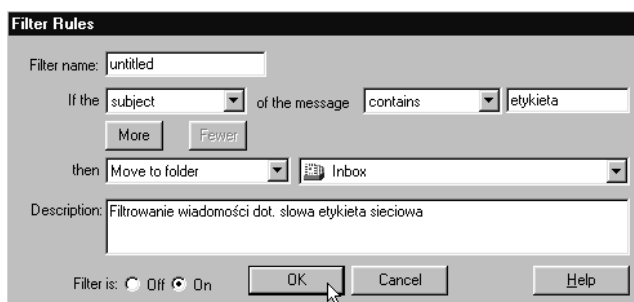 Filter Rules
Filter name: untitled
If the subject of the message contains etykieta
More Fewer
then Move to folder Inbox
Description: Filtrowanie wiadomości dot. slowa etykieta sieciowa
Filter is: Off On OK Cancel Help